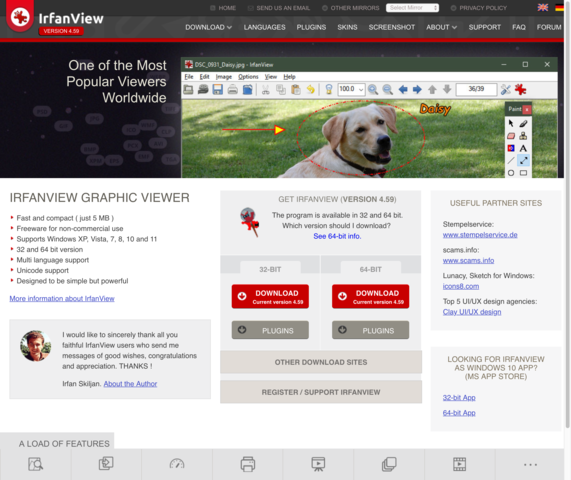 IrfanView
VERSION 4.59
HOME
SEND US AN EMAIL
OTHER MIRRORS
Select Mirror
PRIVACY POLICY
DOWNLOAD
LANGUAGES
PLUGINS
SKINS
SCREENSHOT
ABOUT
SUPPORT
FAQ
FORUM
One of the Most
Popular Viewers
Worldwide
DSC_0931_Daisy.jpg - IrfanView
File Edit Image Options View Help
100.0
36/39
Daisy
Paint
IRFANVIEW GRAPHIC VIEWER
Fast and compact ( just 5 MB )
Freeware for non-commercial use
Supports Windows XP, Vista, 7, 8, 10 and 11
32 and 64 bit version
Multi language support
Unicode support
Designed to be simple but powerful
More information about IrfanView
I would like to sincerely thank all you
faithful IrfanView users who send me
messages of good wishes, congratulations
and appreciation. THANKS !
Irfan Skiljan. About the Author
GET IRFANVIEW (VERSION 4.59)
The program is available in 32 and 64 bit.
Which version should I download?
See 64-bit info.
32-BIT
DOWNLOAD
Current version 4.59
PLUGINS
64-BIT
DOWNLOAD
Current version 4.59
PLUGINS
OTHER DOWNLOAD SITES
REGISTER / SUPPORT IRFANVIEW
USEFUL PARTNER SITES
Stempelservice:
www.stempelservice.de
scams.info:
www.scams.info
Lunacy, Sketch for Windows:
icons8.com
Top 5 UI/UX design agencies:
Clay UI/UX design
LOOKING FOR IRFANVIEW
AS WINDOWS 10 APP?
(MS APP STORE)
32-bit App
64-bit App
A LOAD OF FEATURES